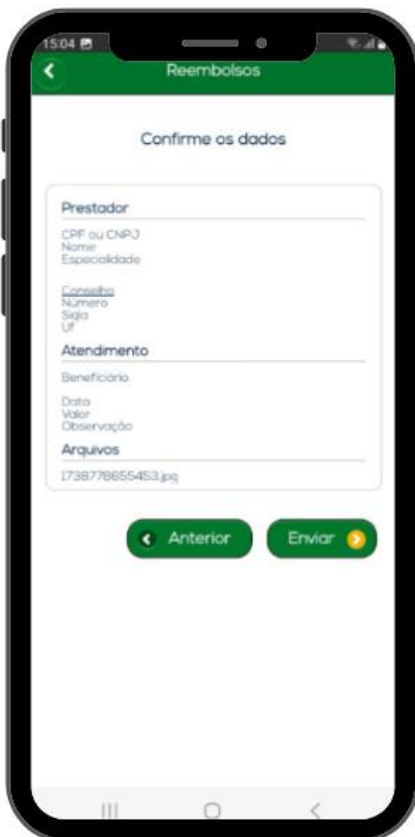 15:04
Reembolsos
Confirme os dados
Prestador
CPF ou CNPJ
Nome
Especialidade
Conselho
Número
Sigla
Uf
Atendimento
Beneficiário
Data
Valor
Observação
Arquivos
1738778655453.jpg
Anterior
Enviar